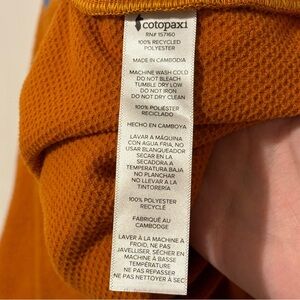 cotopaxi
RN# 157160
100% RECYCLED
POLYESTER
MADE IN CAMBODIA
MACHINE WASH COLD
DO NOT BLEACH
TUMBLE DRY LOW
DO NOT IRON
DO NOT DRY CLEAN
100% POLIÉSTER
RECICLADO
HECHO EN CAMBOYA
LAVAR A MÁQUINA
CON AGUA FRIA, NO
USAR BLANQUEADOR
SECAR EN LA
SECADORA A
TEMPERATURA BAJA
NO PLANCHAR
NO LLEVAR A LA
TINTORERÍA
100% POLYESTER
RECYCLÉ
FABRIQUÉ AU
CAMBODGE
LAVER À LA MACHINE À
FROID, NE PAS
JAVELLISER, SÉCHER EN
MACHINE À BASSE
TEMPÉRATURE
NE PAS REPASSER
NE PAS NETTOYER À SEC